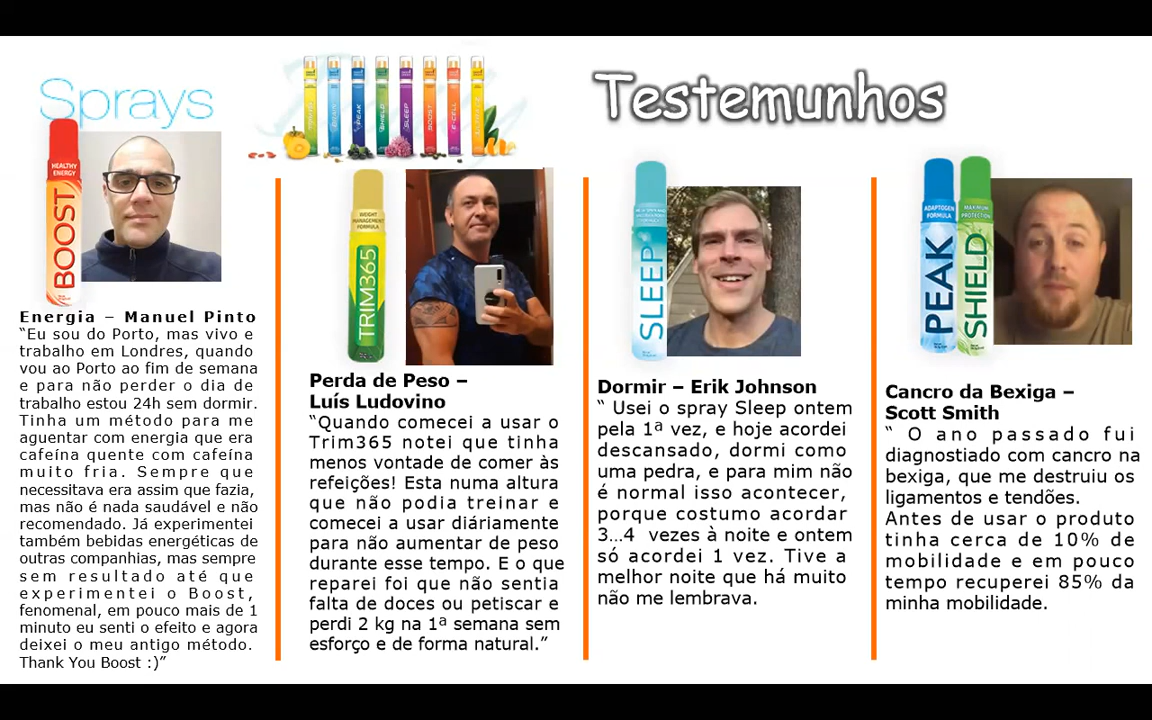 Sprays
Testemunhos
HEALTHY
ENERGY
BOOST
Energia – Manuel Pinto
“Eu sou do Porto, mas vivo e
trabalho em Londres, quando
vou ao Porto ao fim de semana
e para não perder o dia de
trabalho estou 24h sem dormir.
Tinha um método para me
aguentar com energia que era
cafeína quente com cafeína
muito fria. Sempre que
necessitava era assim que fazia,
mas não é nada saudável e não
recomendado. Já experimentei
também bebidas energéticas de
outras companhias, mas sempre
sem resultado até que
experimentei o Boost,
fenomenal, em pouco mais de 1
minuto eu senti o efeito e agora
deixei o meu antigo método.
Thank You Boost :)”
WEIGHT
MANAGEMENT
FORMULA
TRIM365
Perda de Peso –
Luís Ludovino
“Quando comecei a usar o
Trim365 notei que tinha
menos vontade de comer às
refeições! Esta numa altura
que não podia treinar e
comecei a usar diáriamente
para não aumentar de peso
durante esse tempo. E o que
reparei foi que não sentia
falta de doces ou petiscar e
perdi 2 kg na 1ª semana sem
esforço e de forma natural.”
SLEEP
Dormir – Erik Johnson
“ Usei o spray Sleep ontem
pela 1ª vez, e hoje acordei
descansado, dormi como
uma pedra, e para mim não
é normal isso acontecer,
porque costumo acordar
3…4 vezes à noite e ontem
só acordei 1 vez. Tive a
melhor noite que há muito
não me lembrava.
ADAPTOGEN
FORMULA
PEAK
MAXIMUM
PROTECTION
SHIELD
Cancro da Bexiga –
Scott Smith
“ O ano passado fui
diagnostiado com cancro na
bexiga, que me destruiu os
ligamentos e tendões.
Antes de usar o produto
tinha cerca de 10% de
mobilidade e em pouco
tempo recuperei 85% da
minha mobilidade.